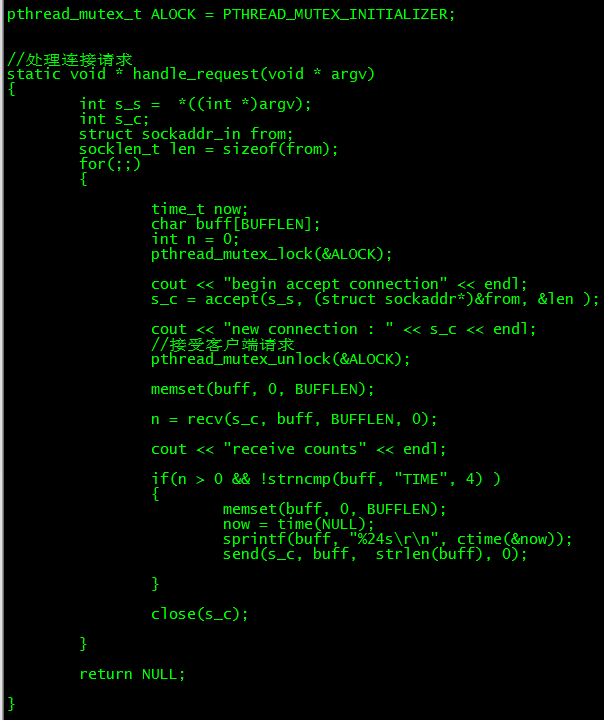 pthread_mutex_t ALOCK = PTHREAD_MUTEX_INITIALIZER;
//处理连接请求
static void * handle_request(void * argv)
{
int s_s =  *((int *)argv);
int s_c;
struct sockaddr_in from;
socklen_t len = sizeof(from);
for(;;)
{
time_t now;
char buff[BUFFLEN];
int n = 0;
pthread_mutex_lock(&ALOCK);
cout << "begin accept connection" << endl;
s_c = accept(s_s, (struct sockaddr*)&from, &len );
cout << "new connection : " << s_c << endl;
//接受客户端请求
pthread_mutex_unlock(&ALOCK);
memset(buff, 0, BUFFLEN);
n = recv(s_c, buff, BUFFLEN, 0);
cout << "receive counts" << endl;
if(n > 0 && !strncmp(buff, "TIME", 4) )
{
memset(buff, 0, BUFFLEN);
now = time(NULL);
sprintf(buff, "%24s\r\n", ctime(&now));
send(s_c, buff,  strlen(buff), 0);
}
close(s_c);
}
return NULL;
}